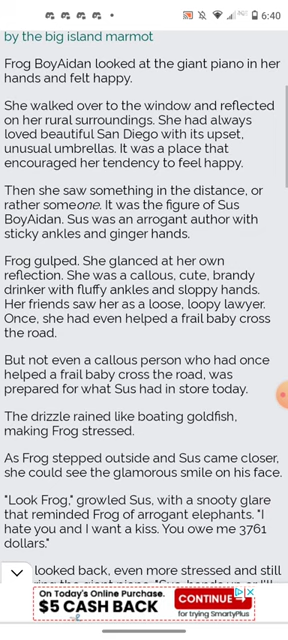 6:40
by the big island marmot
Frog BoyAidan looked at the giant piano in her
hands and felt happy.
She walked over to the window and reflected
on her rural surroundings. She had always
loved beautiful San Diego with its upset,
unusual umbrellas. It was a place that
encouraged her tendency to feel happy.
Then she saw something in the distance, or
rather someone. It was the figure of Sus
BoyAidan. Sus was an arrogant author with
sticky ankles and ginger hands.
Frog gulped. She glanced at her own
reflection. She was a callous, cute, brandy
drinker with fluffy ankles and sloppy hands.
Her friends saw her as a loose, loopy lawyer.
Once, she had even helped a frail baby cross
the road.
But not even a callous person who had once
helped a frail baby cross the road, was
prepared for what Sus had in store today.
The drizzle rained like boating goldfish,
making Frog stressed.
As Frog stepped outside and Sus came closer,
she could see the glamorous smile on his face.
"Look Frog," growled Sus, with a snooty glare
that reminded Frog of arrogant elephants. "I
hate you and I want a kiss. You owe me 3761
dollars."
looked back, even more stressed and still
On Today's Online Purchase.
$5 CASH BACK
CONTINUE
for trying SmartyPlus